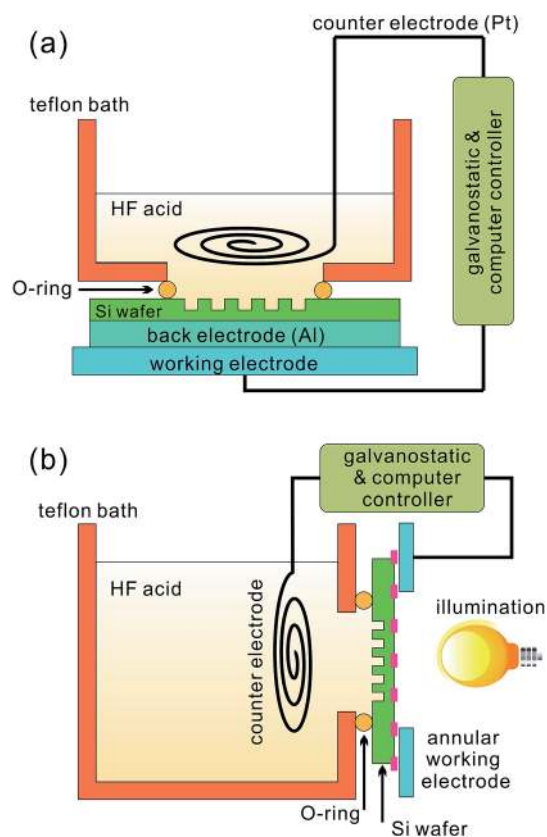 (a)
counter electrode (Pt)
teflon bath
HF acid
galvanostatic &
computer controller
O-ring
Si wafer
back electrode (Al)
working electrode
(b)
galvanostatic
& computer
controller
teflon bath
HF acid
counter electrode
illumination
annular
working
electrode
O-ring
Si wafer